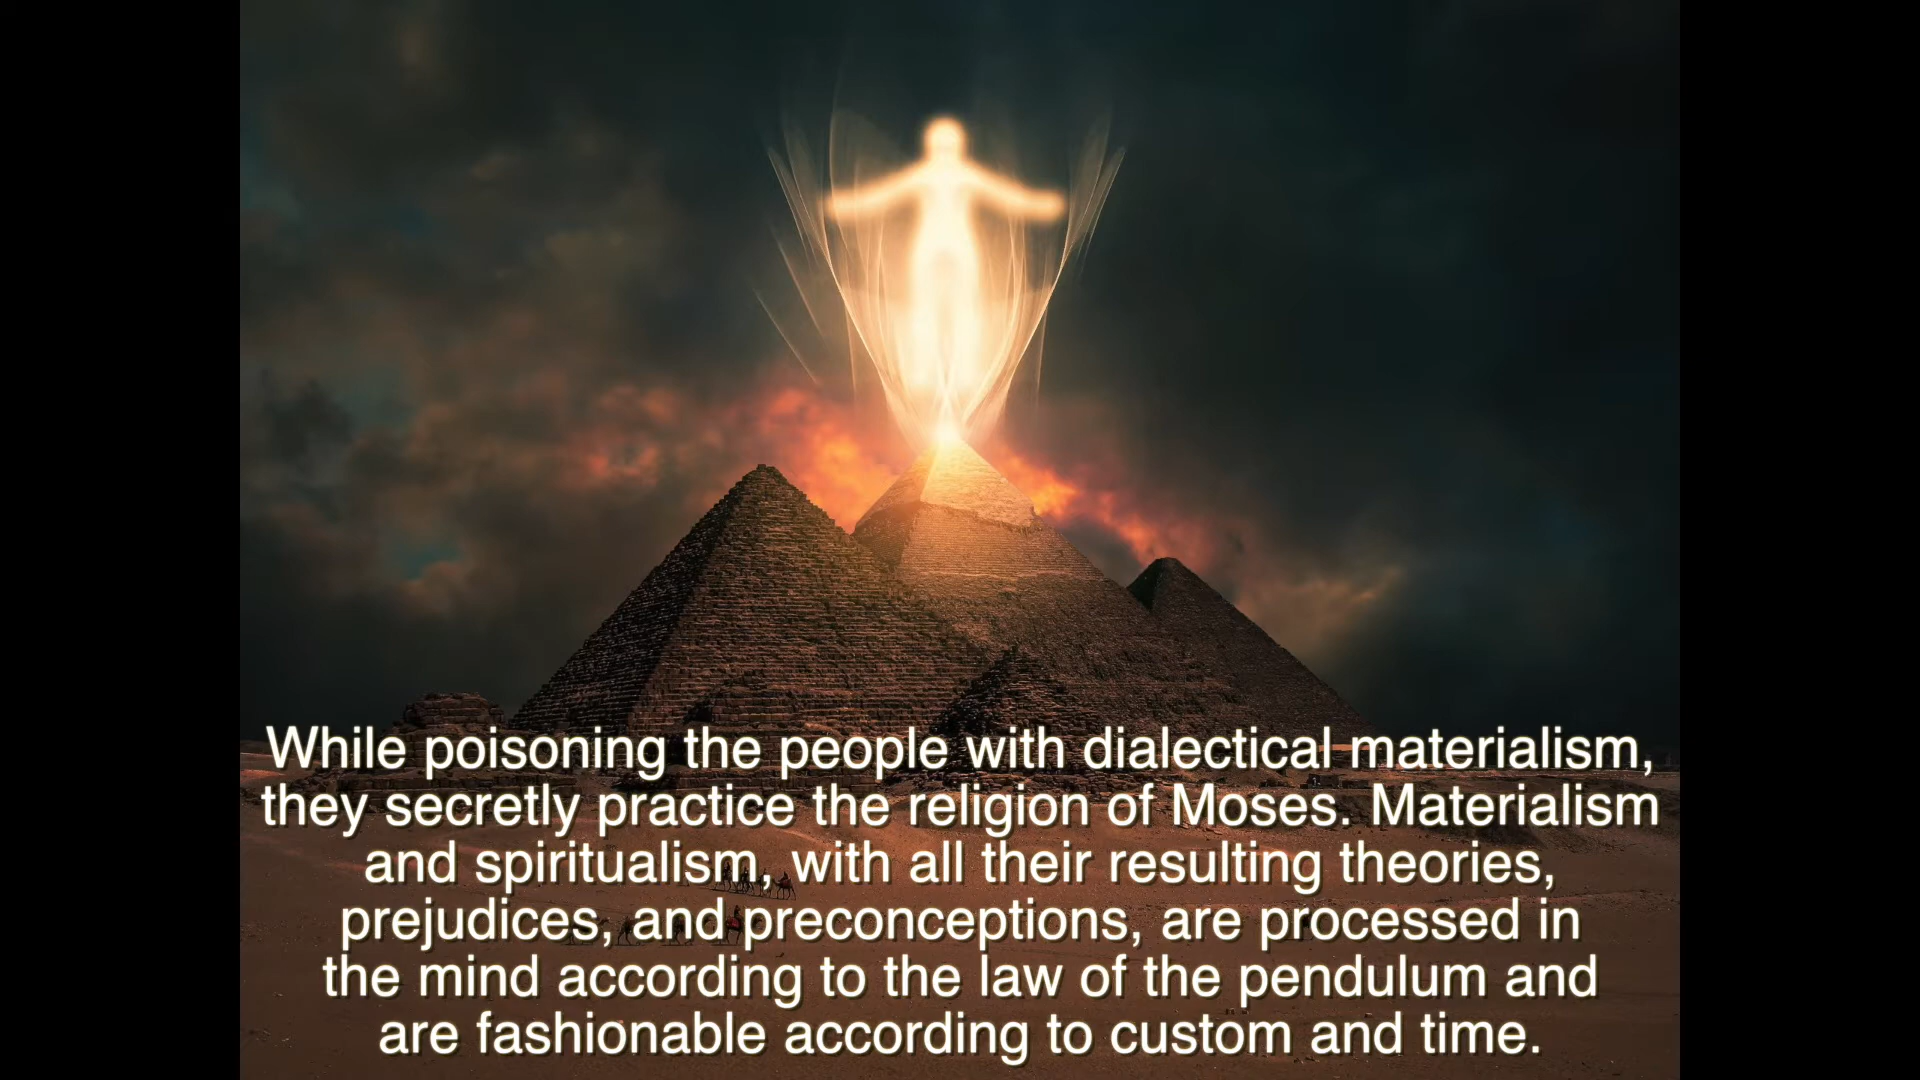 While poisoning the people with dialectical materialism,
they secretly practice the religion of Moses. Materialism
and spiritualism, with all their resulting theories,
prejudices, and preconceptions, are processed in
the mind according to the law of the pendulum and
are fashionable according to custom and time.